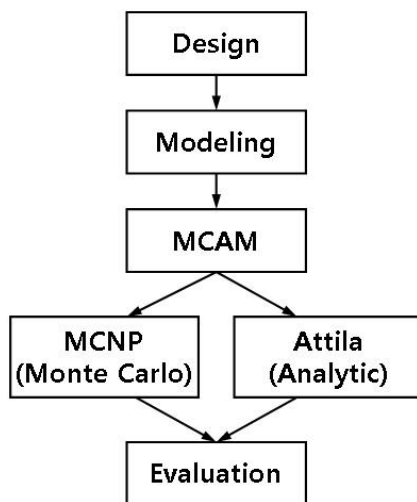 Design
Modeling
MCAM
MCNP
(Monte Carlo)
Attila
(Analytic)
Evaluation